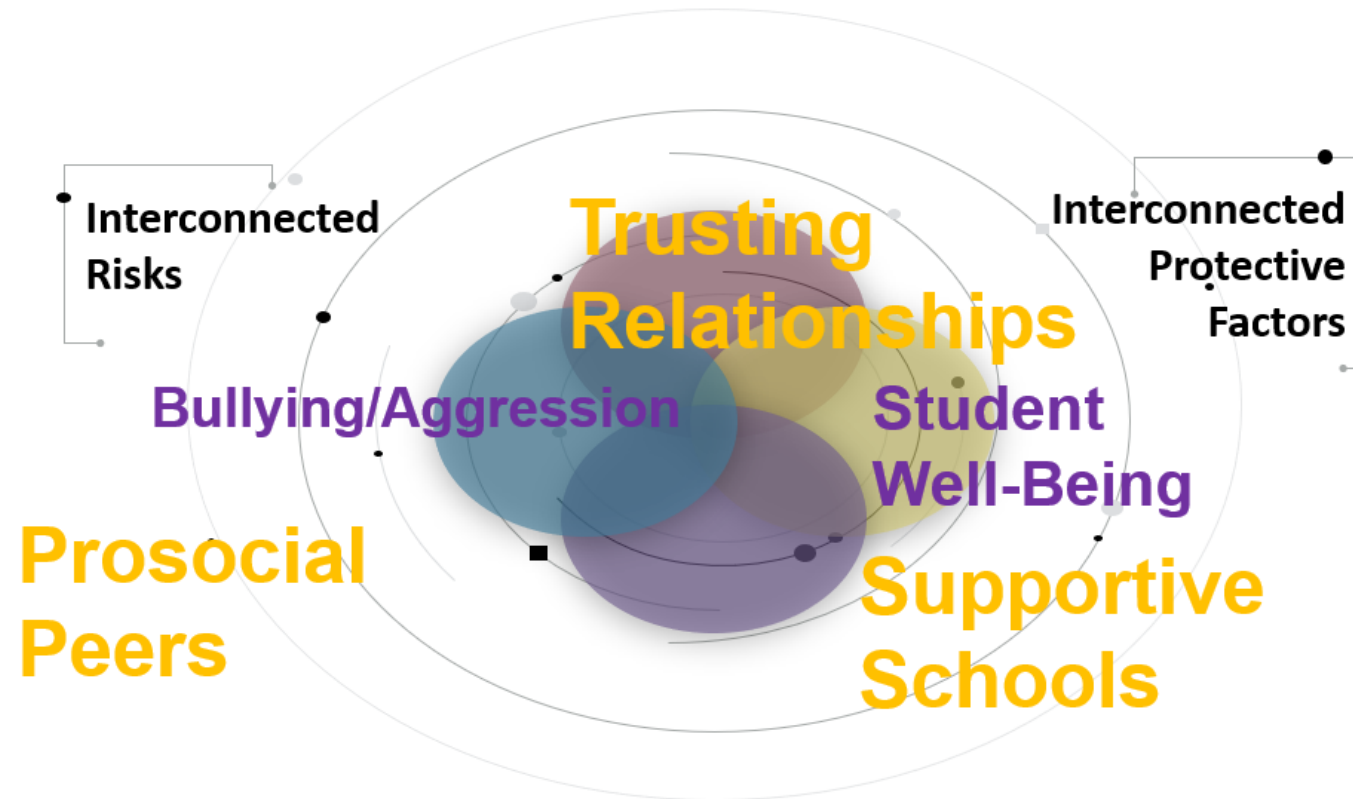 Interconnected
Risks
Interconnected
Protective
Factors
Trusting
Relationships
Bullying/Aggression
Student
Well-Being
Prosocial
Peers
Supportive
Schools